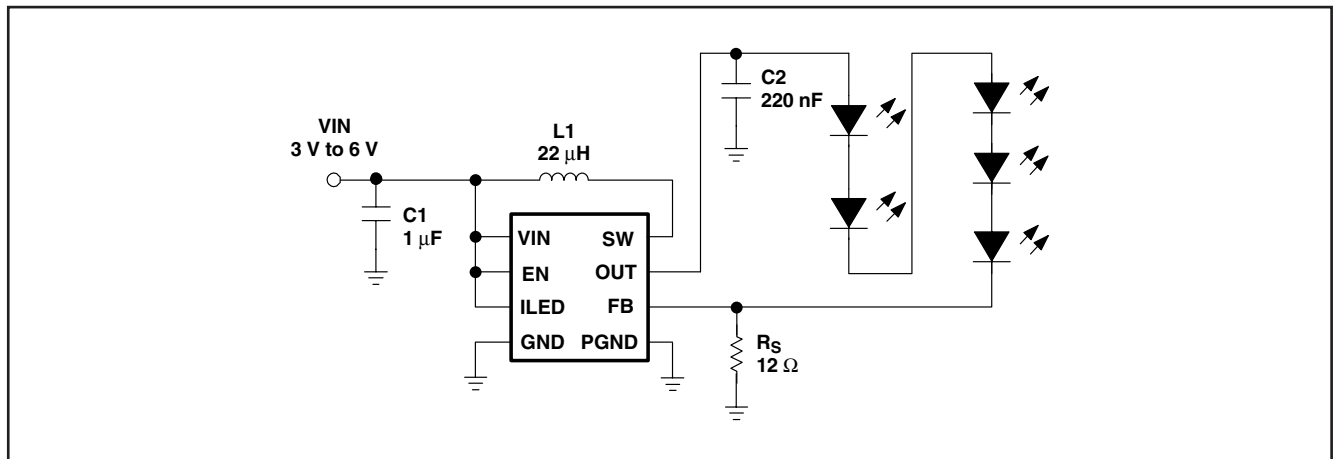 VIN
3 V to 6 V
C1
1 μF
L1
22 μH
C2
220 nF
VIN SW
EN OUT
ILED FB
GND PGND
RS
12 Ω